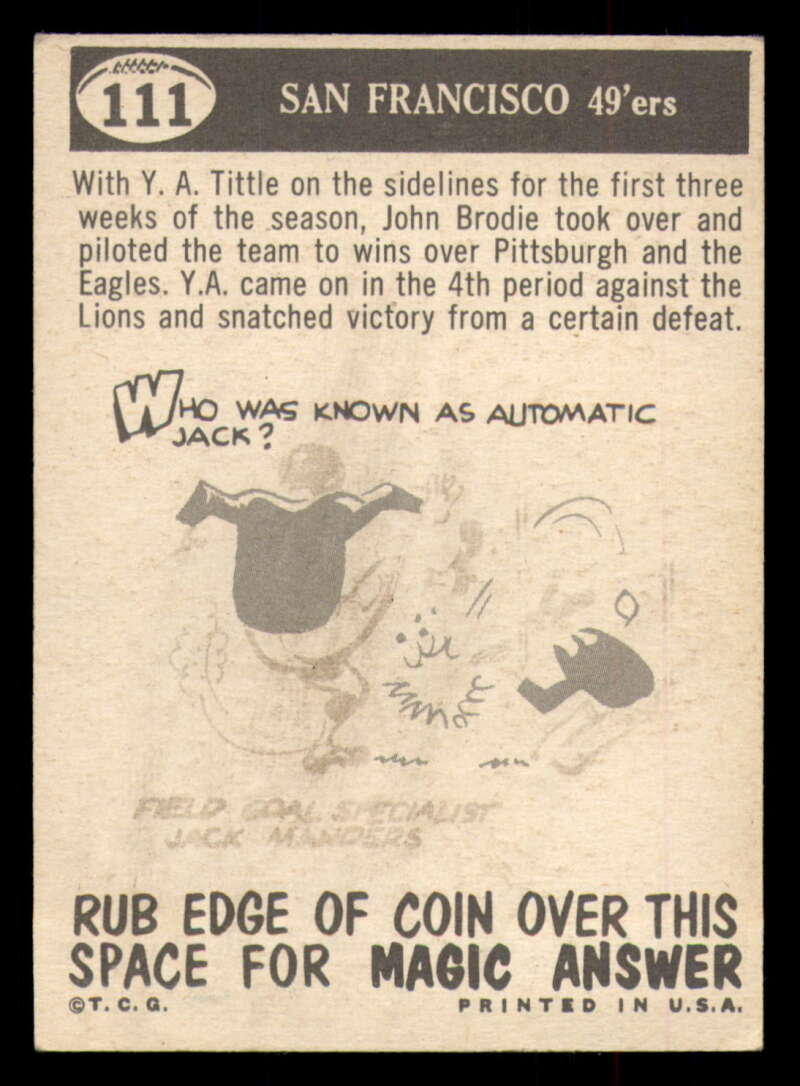 111
SAN FRANCISCO 49'ers
With Y. A. Tittle on the sidelines for the first three
weeks of the season, John Brodie took over and
piloted the team to wins over Pittsburgh and the
Eagles. Y.A. came on in the 4th period against the
Lions and snatched victory from a certain defeat.
WHO WAS KNOWN AS AUTOMATIC
JACK?
FIELD GOAL SPECIALIST
JACK MANDERS
RUB EDGE OF COIN OVER THIS
SPACE FOR MAGIC ANSWER
©T.C.G.
PRINTED IN U.S.A.